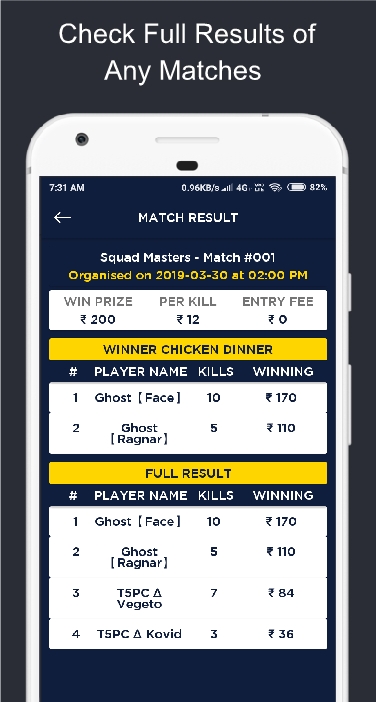 Check Full Results of
Any Matches
7:31 AM 0.96KB/s 4G 82%
MATCH RESULT
Squad Masters - Match #001
Organised on 2019-03-30 at 02:00 PM
WIN PRIZE PER KILL ENTRY FEE
₹ 200 ₹ 12 ₹ 0
WINNER CHICKEN DINNER
# PLAYER NAME KILLS WINNING
1 Ghost【Face】 10 ₹ 170
2 Ghost 5 ₹ 110
【Ragnar】
FULL RESULT
# PLAYER NAME KILLS WINNING
1 Ghost【Face】 10 ₹ 170
2 Ghost 5 ₹ 110
【Ragnar】
3 T5PC Δ 7 ₹ 84
Vegeto
4 T5PC Δ Kovid 3 ₹ 36